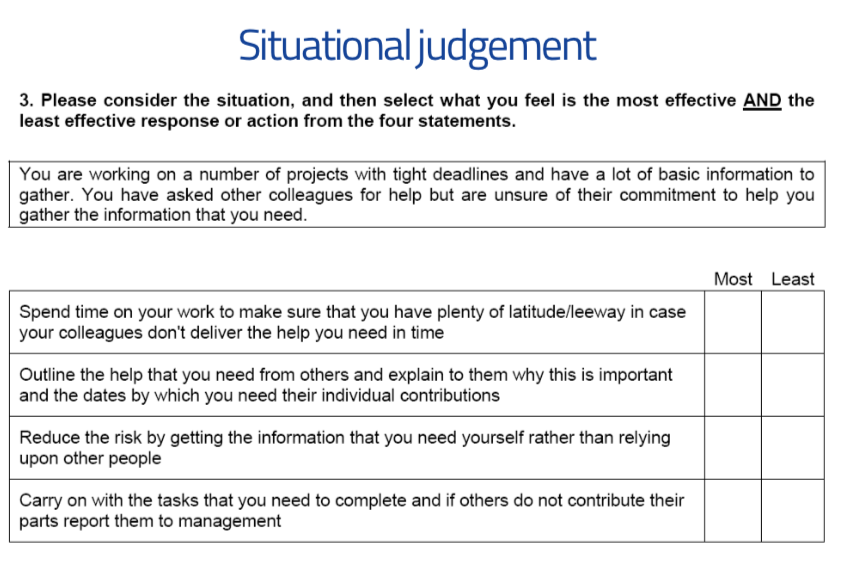 Situational judgement
3. Please consider the situation, and then select what you feel is the most effective AND the
least effective response or action from the four statements.
You are working on a number of projects with tight deadlines and have a lot of basic information to
gather. You have asked other colleagues for help but are unsure of their commitment to help you
gather the information that you need.
Most Least
Spend time on your work to make sure that you have plenty of latitude/leeway in case
your colleagues don't deliver the help you need in time
Outline the help that you need from others and explain to them why this is important
and the dates by which you need their individual contributions
Reduce the risk by getting the information that you need yourself rather than relying
upon other people
Carry on with the tasks that you need to complete and if others do not contribute their
parts report them to management